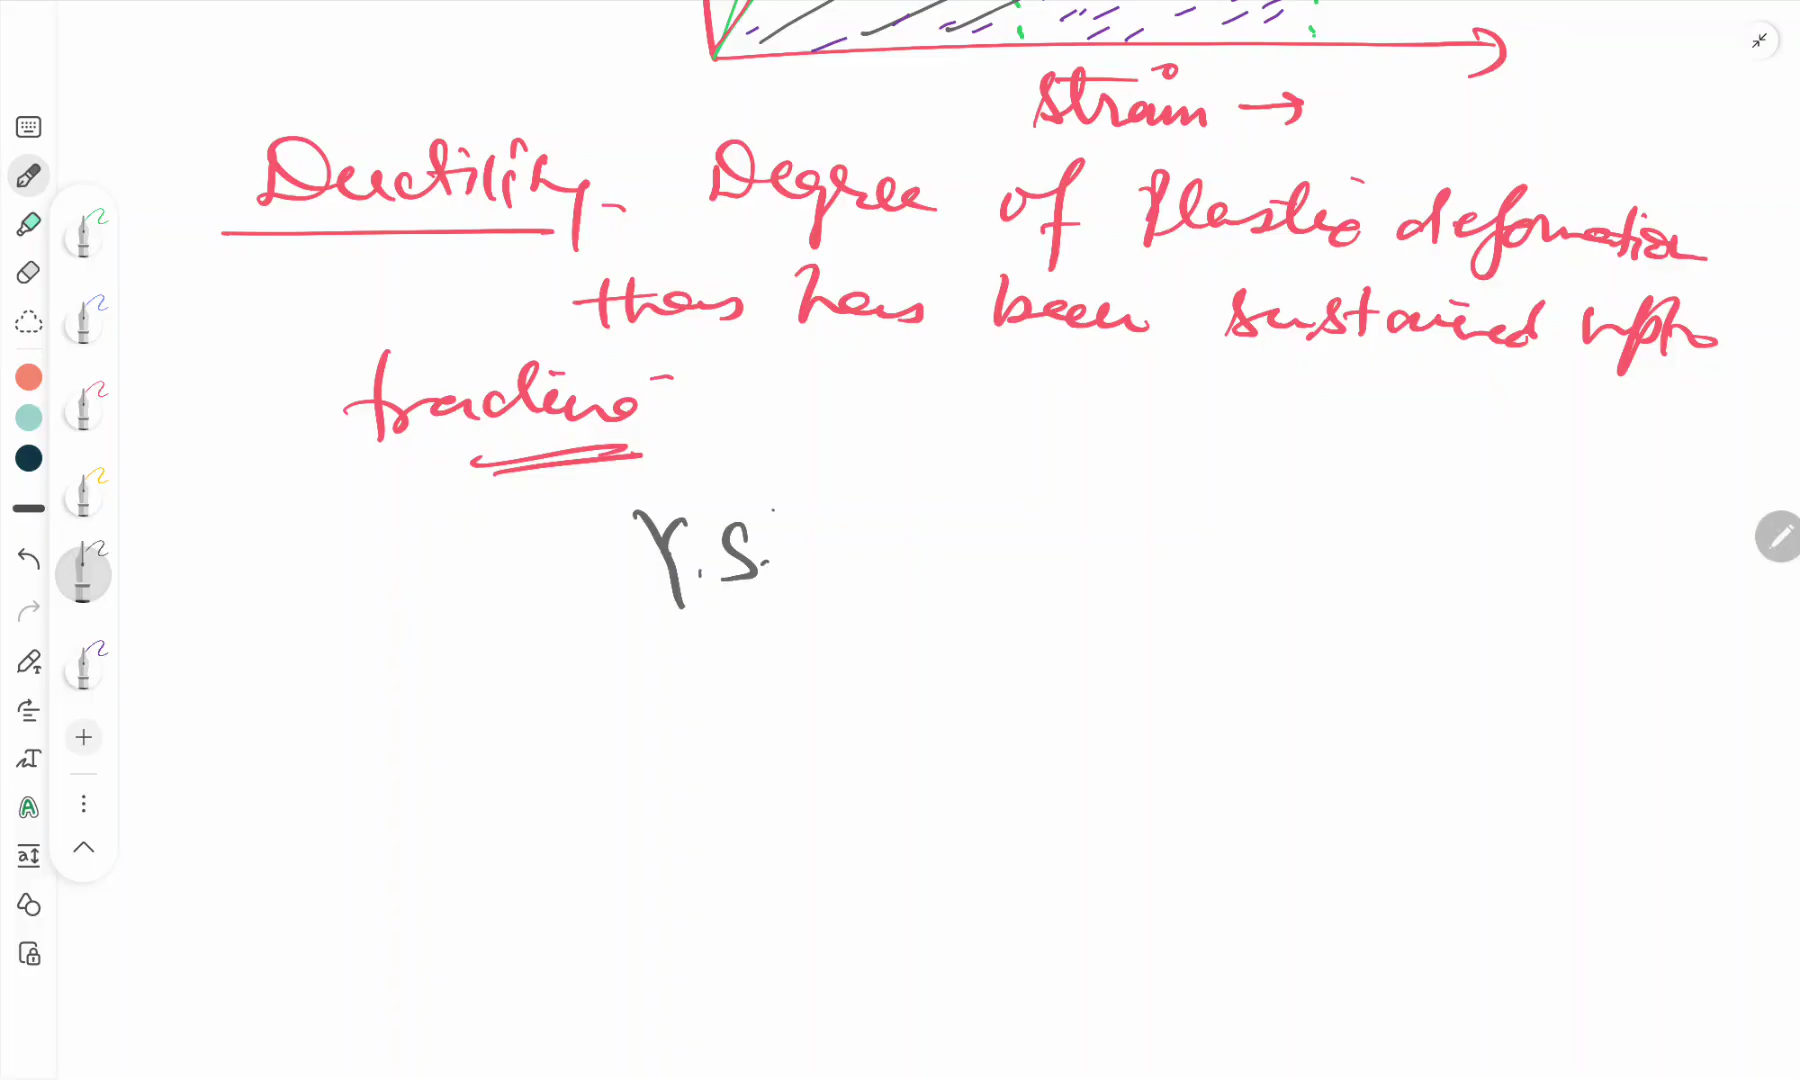 Strain →
Ductility - Degree of Plastic deformation
that has been sustained upto
fracture
Y.S.